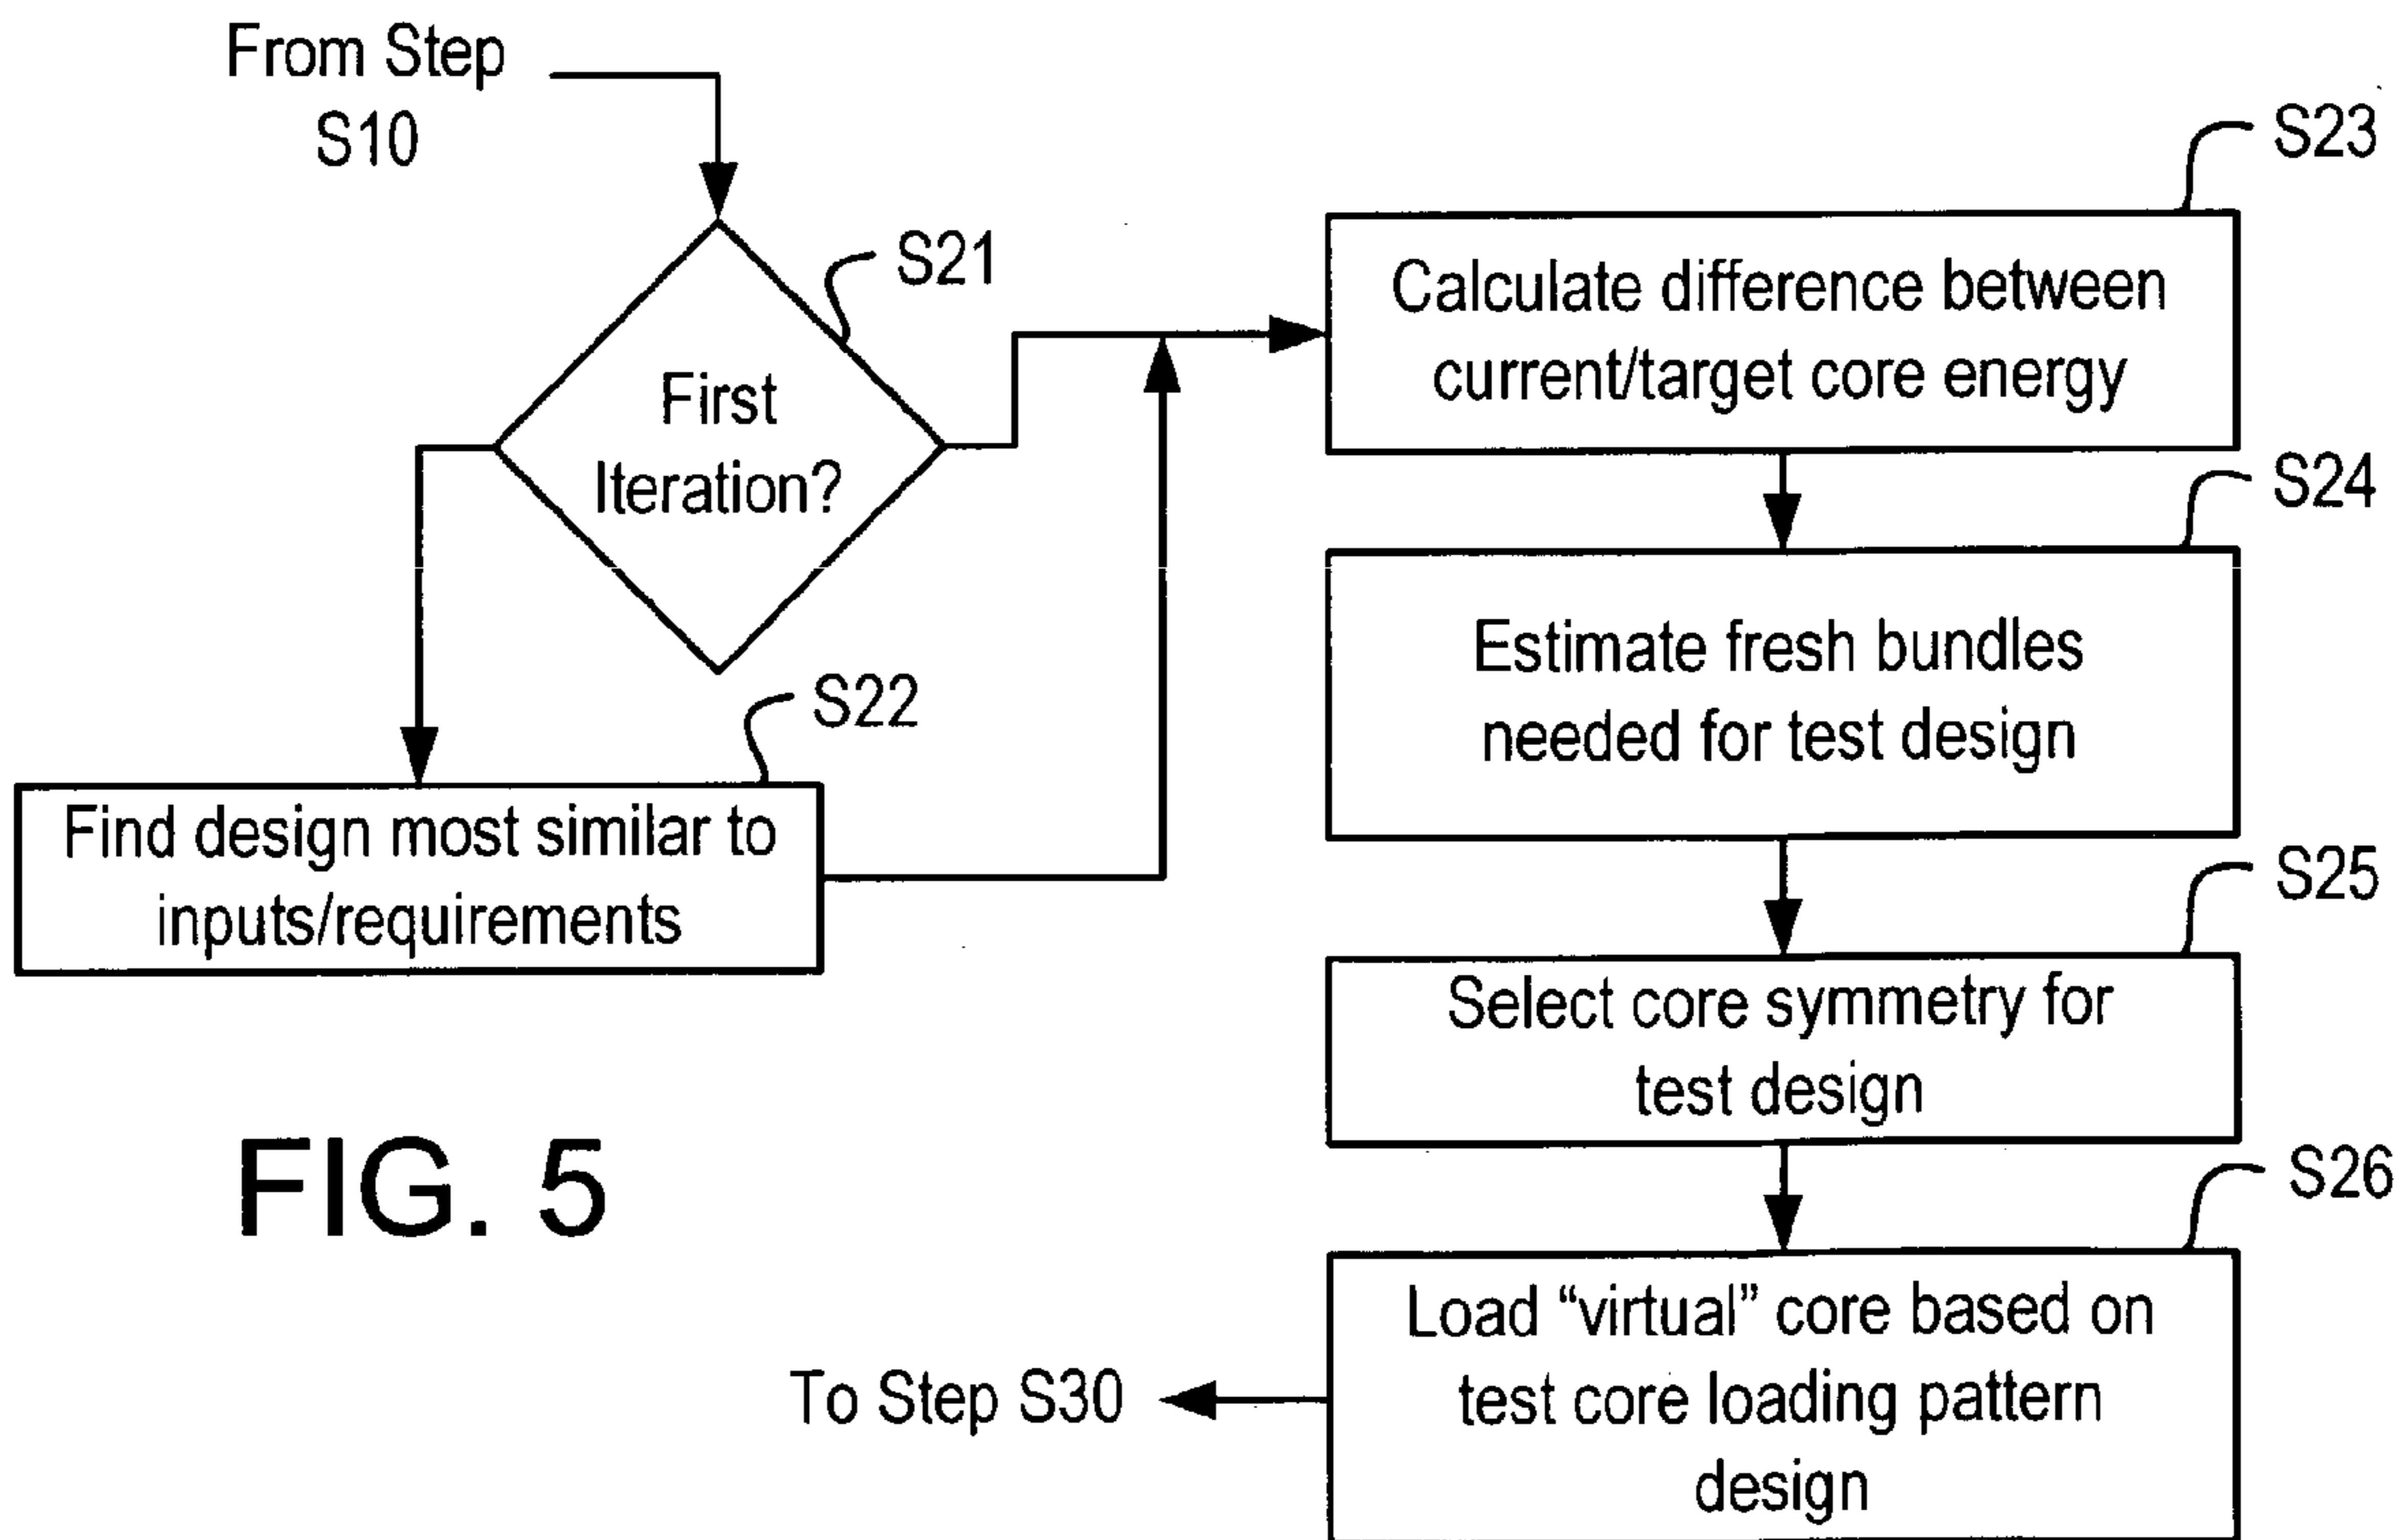 From Step
S10
S21
First
Iteration?
S22
Find design most similar to
inputs/requirements
S23
Calculate difference between
current/target core energy
S24
Estimate fresh bundles
needed for test design
S25
Select core symmetry for
test design
S26
Load “virtual” core based on
test core loading pattern
design
To Step S30
FIG. 5